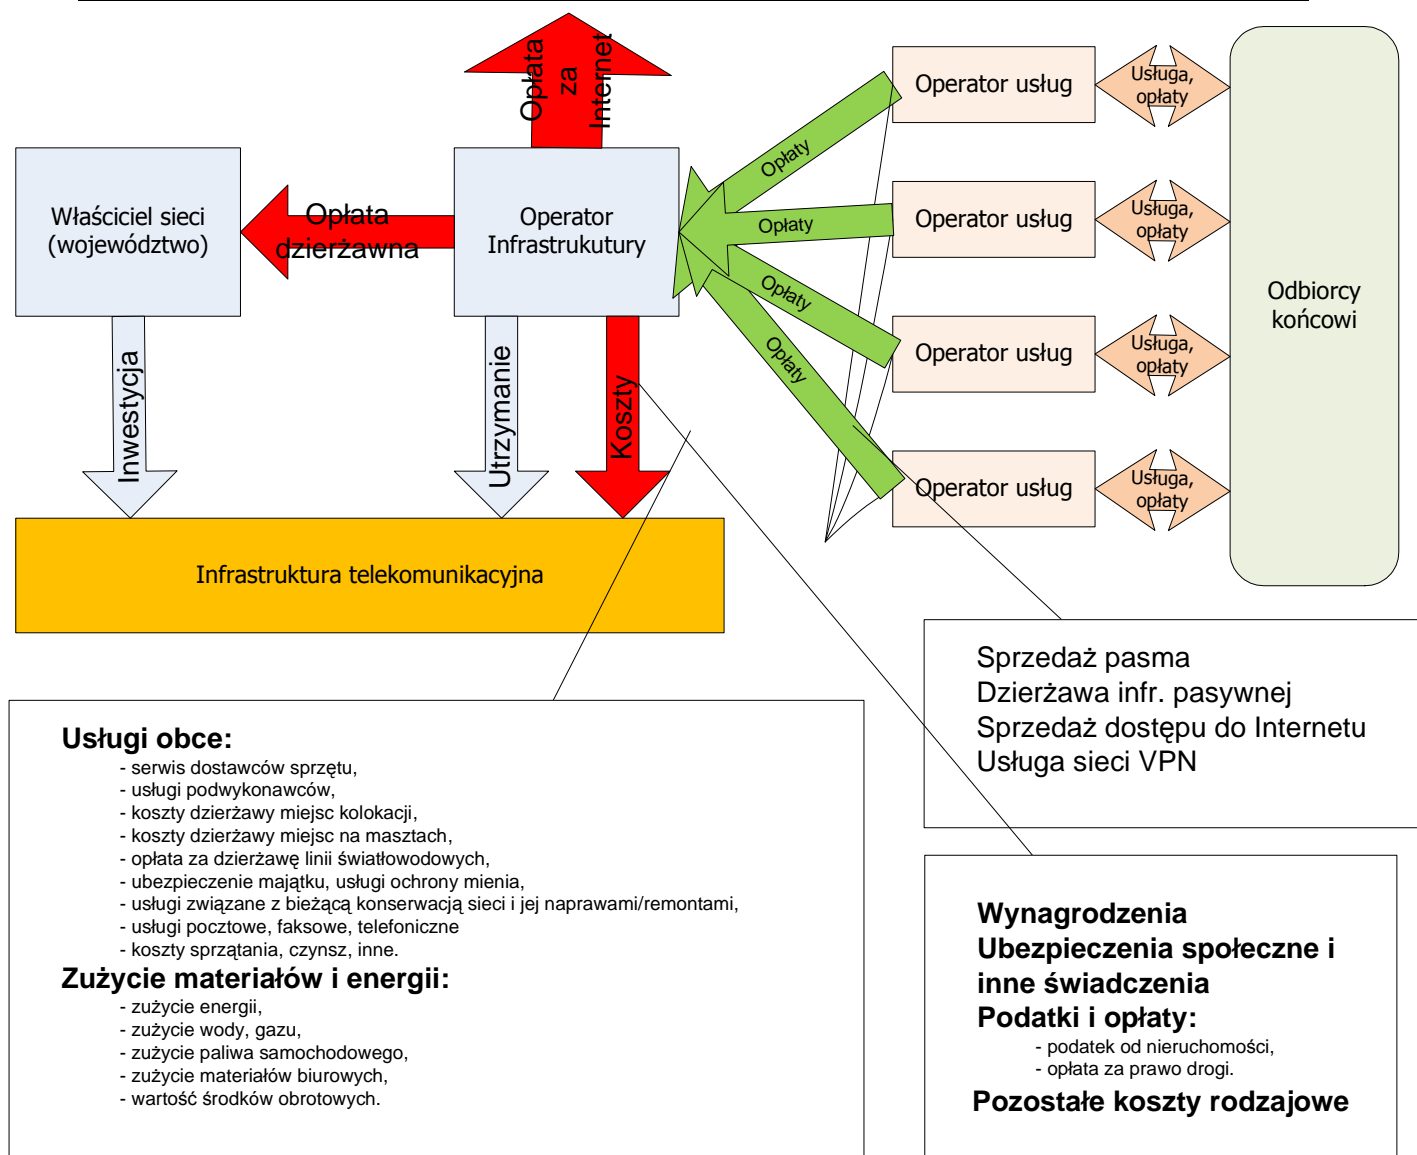 Opłata
za
Internet
Właściciel sieci
(województwo)
Opłata
dzierżawna
Operator
Infrastrukutury
Opłaty
Opłaty
Opłaty
Opłaty
Operator usług
Operator usług
Operator usług
Operator usług
Usługa,
opłaty
Usługa,
opłaty
Usługa,
opłaty
Usługa,
opłaty
Odbiorcy
końcowi
Inwestycja
Utrzymanie
Koszty
Infrastruktura telekomunikacyjna
Sprzedaż pasma
Dzierżawa infr. pasywnej
Sprzedaż dostępu do Internetu
Usługa sieci VPN
Usługi obce:
- serwis dostawców sprzętu,
- usługi podwykonawców,
- koszty dzierżawy miejsc kolokacji,
- koszty dzierżawy miejsc na masztach,
- opłata za dzierżawę linii światłowodowych,
- ubezpieczenie majątku, usługi ochrony mienia,
- usługi związane z bieżącą konserwacją sieci i jej naprawami/remontami,
- usługi pocztowe, faksowe, telefoniczne
- koszty sprzątania, czynsz, inne.
Zużycie materiałów i energii:
- zużycie energii,
- zużycie wody, gazu,
- zużycie paliwa samochodowego,
- zużycie materiałów biurowych,
- wartość środków obrotowych.
Wynagrodzenia
Ubezpieczenia społeczne i
inne świadczenia
Podatki i opłaty:
- podatek od nieruchomości,
- opłata za prawo drogi.
Pozostałe koszty rodzajowe